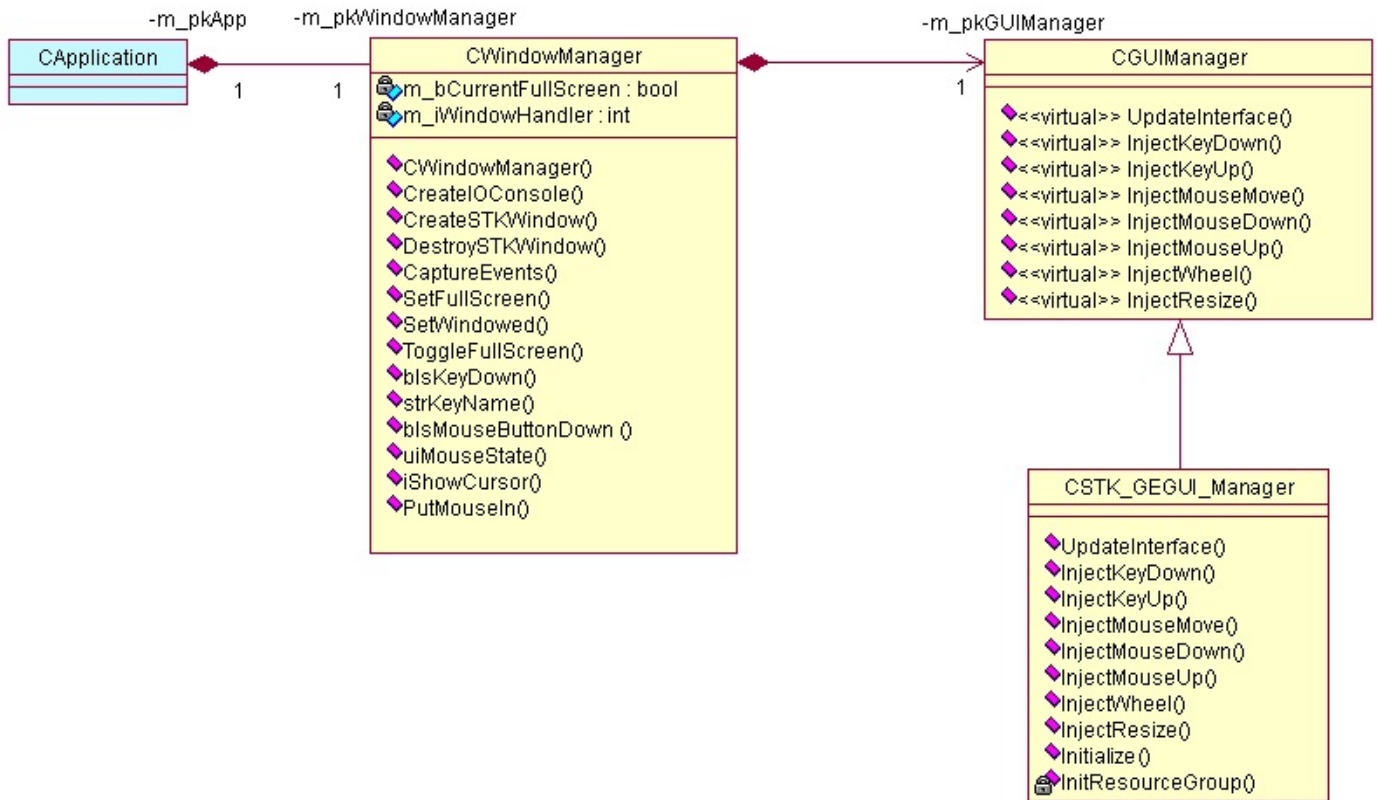 -m_pkApp
-m_pkWindowManager
-m_pkGUIManager
CApplication
1
1
CWindowManager
m_bCurrentFullScreen : bool
m_iWindowHandler : int
CWindowManager()
CreateIOConsole()
CreateSTKWindow()
DestroySTKWindow()
CaptureEvents()
SetFullScreen()
SetWindowed()
ToggleFullScreen()
bIsKeyDown()
strKeyName()
bIsMouseButtonDown ()
uiMouseState()
iShowCursor()
PutMouseIn()
1
CGUIManager
<<virtual>> UpdateInterface()
<<virtual>> InjectKeyDown()
<<virtual>> InjectKeyUp()
<<virtual>> InjectMouseMove()
<<virtual>> InjectMouseDown()
<<virtual>> InjectMouseUp()
<<virtual>> InjectWheel()
<<virtual>> InjectResize()
CSTK_GEGUI_Manager
UpdateInterface()
InjectKeyDown()
InjectKeyUp()
InjectMouseMove()
InjectMouseDown()
InjectMouseUp()
InjectWheel()
InjectResize()
Initialize()
InitResourceGroup()